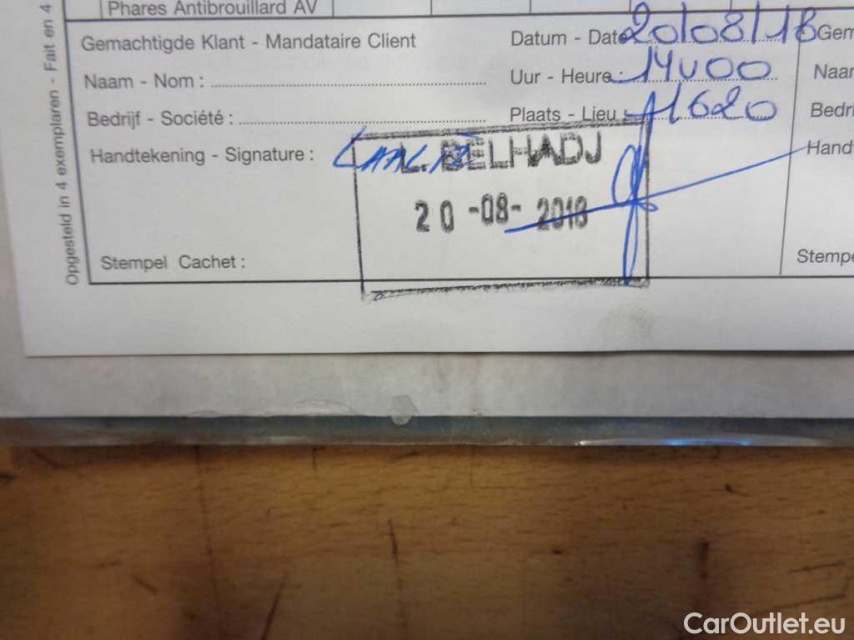 Phares Antibrouillard AV
Opgesteld in 4 exemplaren - Fait en 4
Gemachtigde Klant - Mandataire Client
Datum - Date 20/08/18
Naam - Nom :
Uur - Heure : 14u00
Bedrijf - Société :
Plaats - Lieu : 1620
Handtekening - Signature :
L. BELHADJ
20 -08- 2018
Stempel Cachet :
Gem
Naar
Bedri
Hand
Stempe
CarOutlet.eu